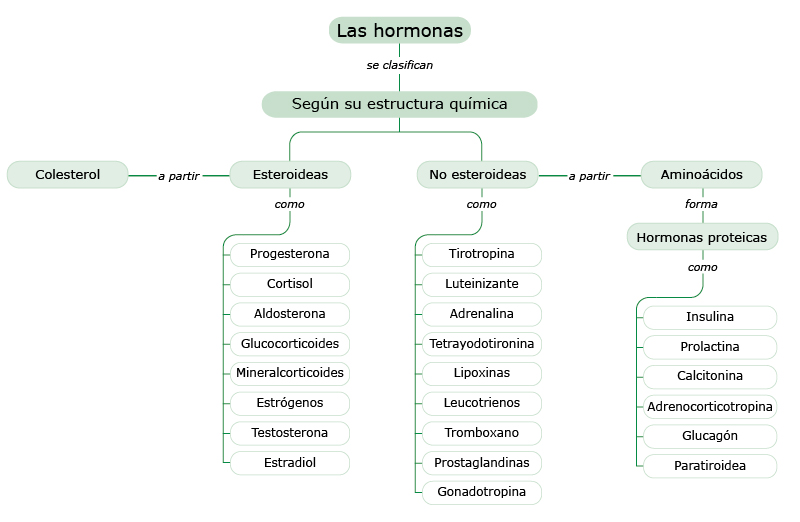 Las hormonas
se clasifican
Según su estructura química
Colesterol
a partir
Esteroideas
No esteroideas
a partir
Aminoácidos
como
como
forma
Hormonas proteicas
como
Progesterona
Cortisol
Aldosterona
Glucocorticoides
Mineralcorticoides
Estrógenos
Testosterona
Estradiol
Tirotropina
Luteinizante
Adrenalina
Tetrayodotironina
Lipoxinas
Leucotrienos
Tromboxano
Prostaglandinas
Gonadotropina
Insulina
Prolactina
Calcitonina
Adrenocorticotropina
Glucagón
Paratiroidea